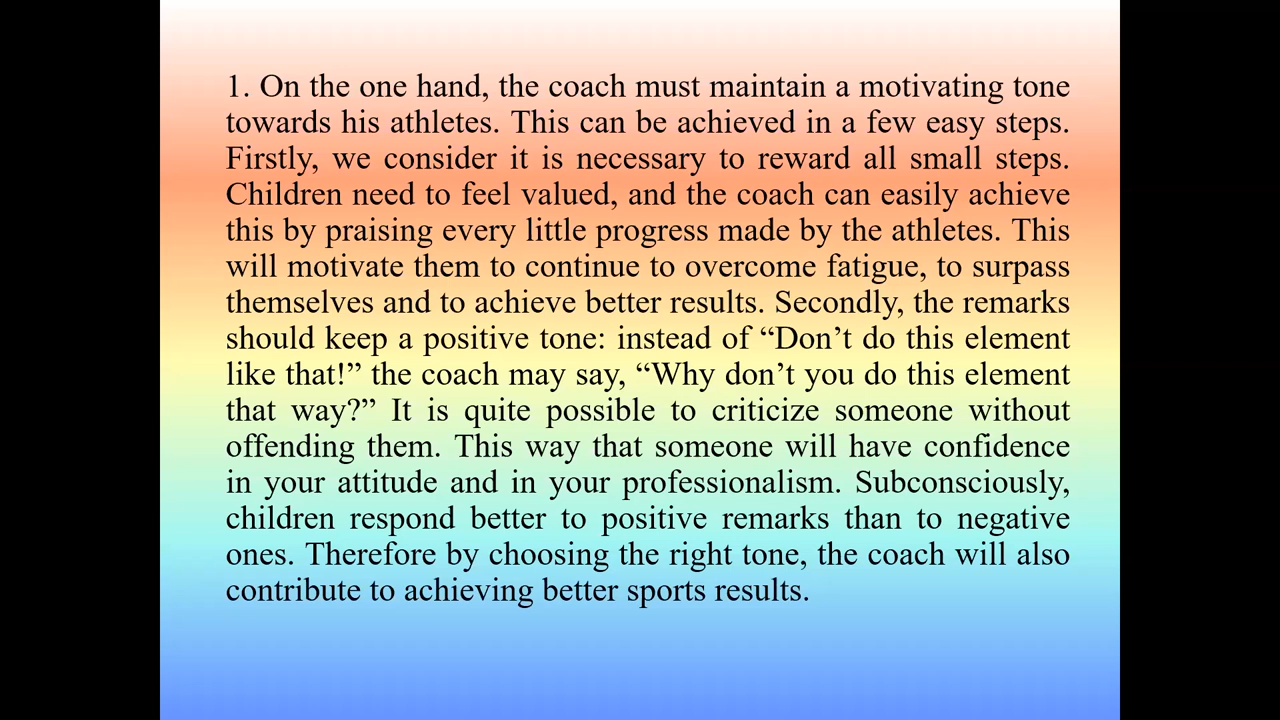 1. On the one hand, the coach must maintain a motivating tone
towards his athletes. This can be achieved in a few easy steps.
Firstly, we consider it is necessary to reward all small steps.
Children need to feel valued, and the coach can easily achieve
this by praising every little progress made by the athletes. This
will motivate them to continue to overcome fatigue, to surpass
themselves and to achieve better results. Secondly, the remarks
should keep a positive tone: instead of “Don’t do this element
like that!” the coach may say, “Why don’t you do this element
that way?” It is quite possible to criticize someone without
offending them. This way that someone will have confidence
in your attitude and in your professionalism. Subconsciously,
children respond better to positive remarks than to negative
ones. Therefore by choosing the right tone, the coach will also
contribute to achieving better sports results.